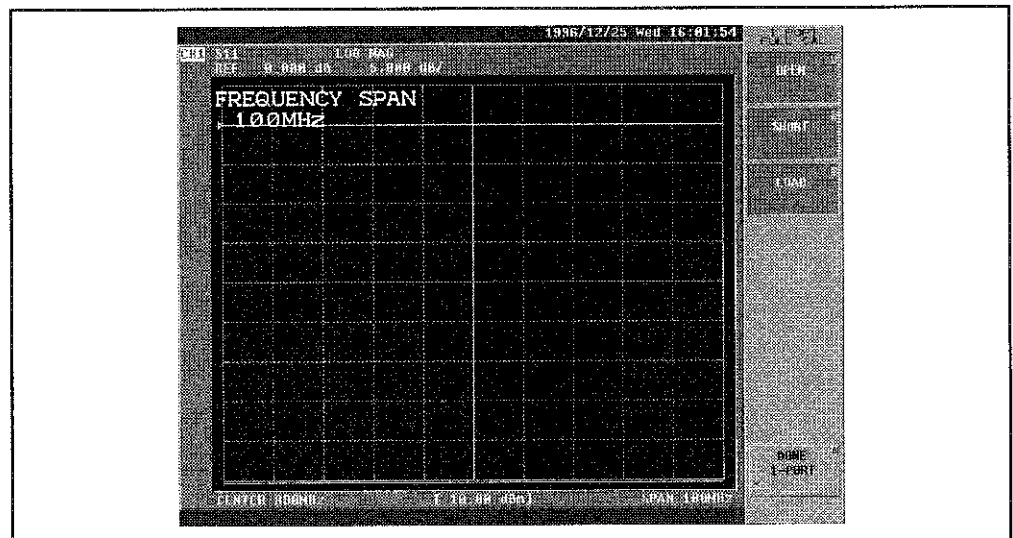 1996/12/25 Wed 16:01:54
CH1 S11 LOG MAG
REF 0.000 dB 5.000 dB/
FREQUENCY SPAN
100MHz
OPEN
SHORT
LOAD
DONE
1-PORT
CENTER 800MHz [ 10.00 dBm] SPAN 100MHz